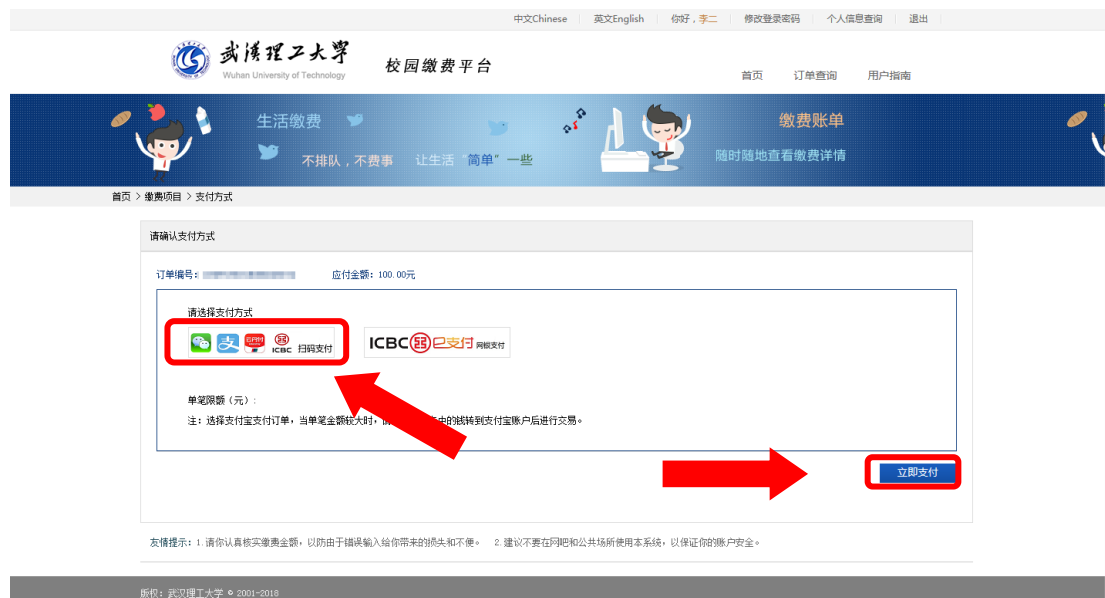 中文Chinese 英文English 你好，李二 修改登录密码 个人信息查询 退出
武汉理工大学
Wuhan University of Technology
校园缴费平台
首页 订单查询 用户指南
生活缴费
不排队，不费事 让生活“简单”一些
缴费账单
随时随地查看缴费详情
首页 > 缴费项目 > 支付方式
请确认支付方式
订单编号： 应付金额：100.00元
请选择支付方式
ICBC 扫码支付
ICBC e支付 网银支付
单笔限额（元）：
注：选择支付宝支付订单，当单笔金额较大时， 中的钱转到支付宝账户后进行交易。
立即支付
友情提示：1.请你认真核实缴费金额，以防由于错误输入给你带来的损失和不便。 2.建议不要在网吧和公共场所使用本系统，以保证你的账户安全。
版权：武汉理工大学 © 2001-2018